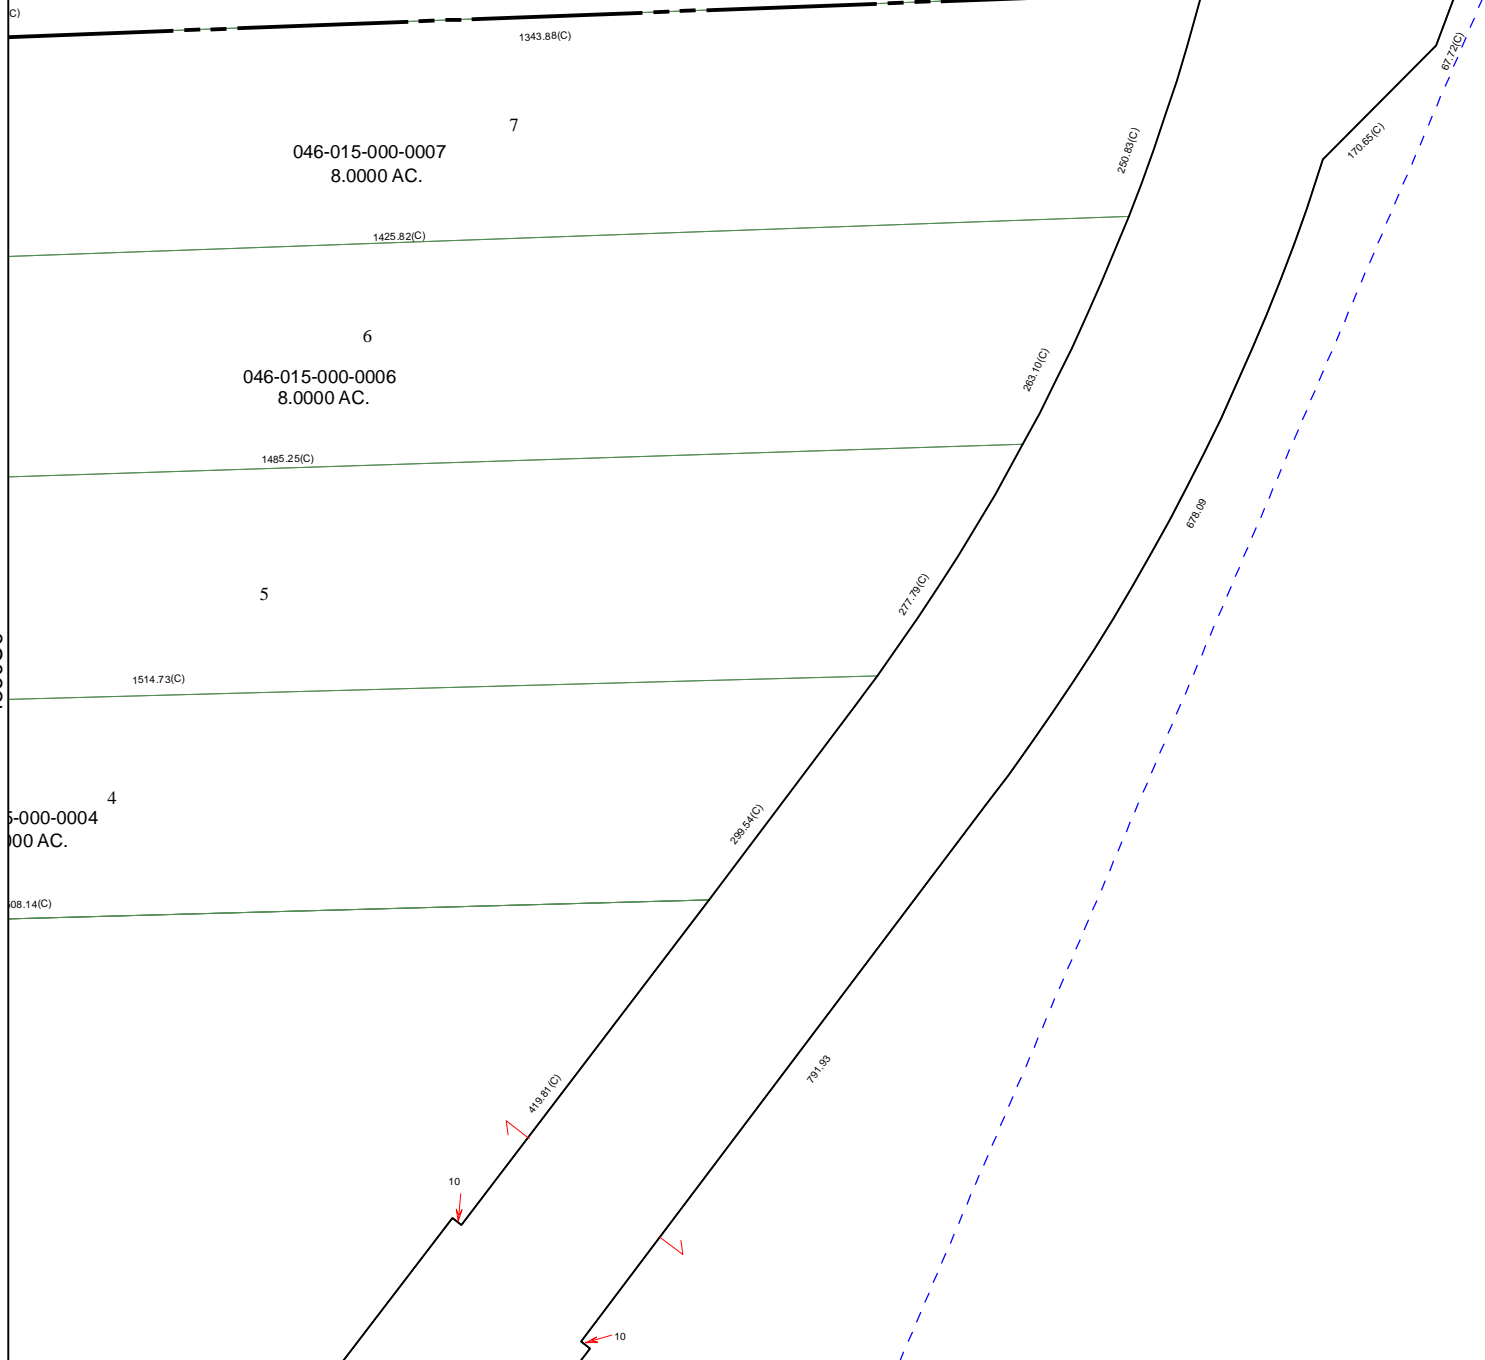 C)
1343.88(C)
67.72(C)
7
170.65(C)
250.83(C)
046-015-000-0007
8.0000 AC.
1425.82(C)
6
263.10(C)
046-015-000-0006
8.0000 AC.
1485.25(C)
678.09
5
277.79(C)
1514.73(C)
4
299.54(C)
-000-0004
00 AC.
08.14(C)
791.93
419.81(C)
10
10